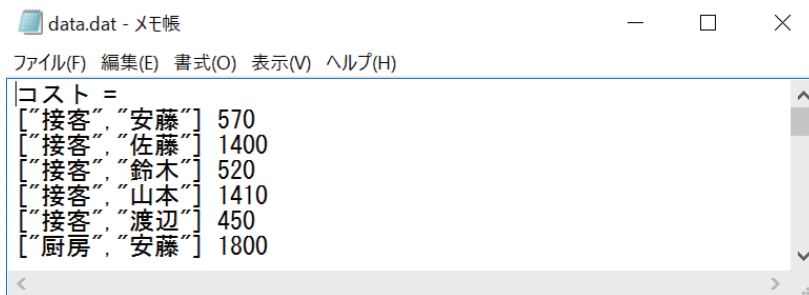 data.dat - メモ帳
ファイル(F) 編集(E) 書式(O) 表示(V) ヘルプ(H)
コスト =
["接客","安藤"] 570
["接客","佐藤"] 1400
["接客","鈴木"] 520
["接客","山本"] 1410
["接客","渡辺"] 450
["厨房","安藤"] 1800